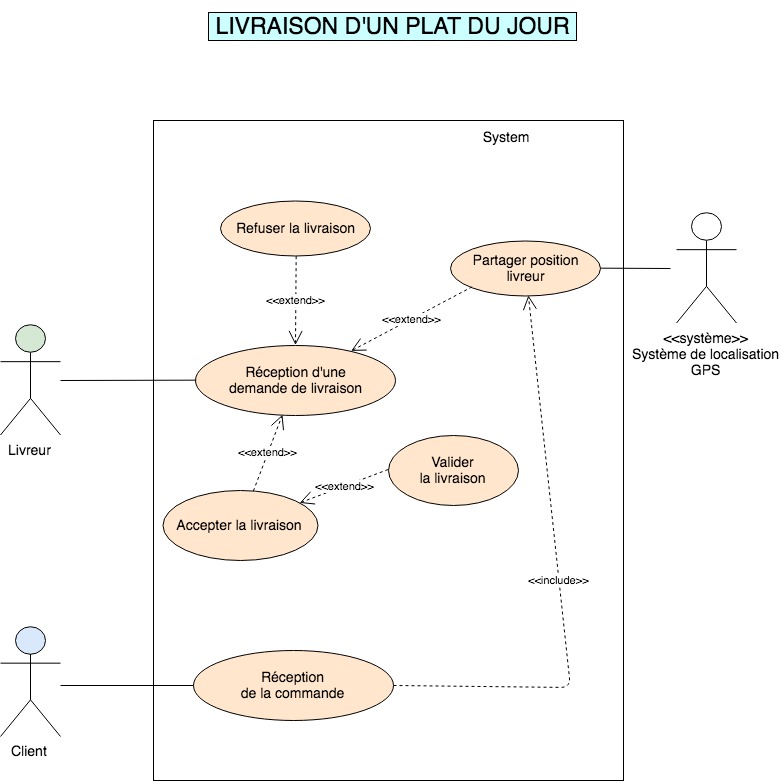 LIVRAISON D'UN PLAT DU JOUR
System
Refuser la livraison
Partager position
livreur
<<extend>>
<<extend>>
<<système>>
Système de localisation
GPS
Réception d'une
demande de livraison
Livreur
<<extend>>
Valider
la livraison
<<extend>>
Accepter la livraison
<<include>>
Réception
de la commande
Client